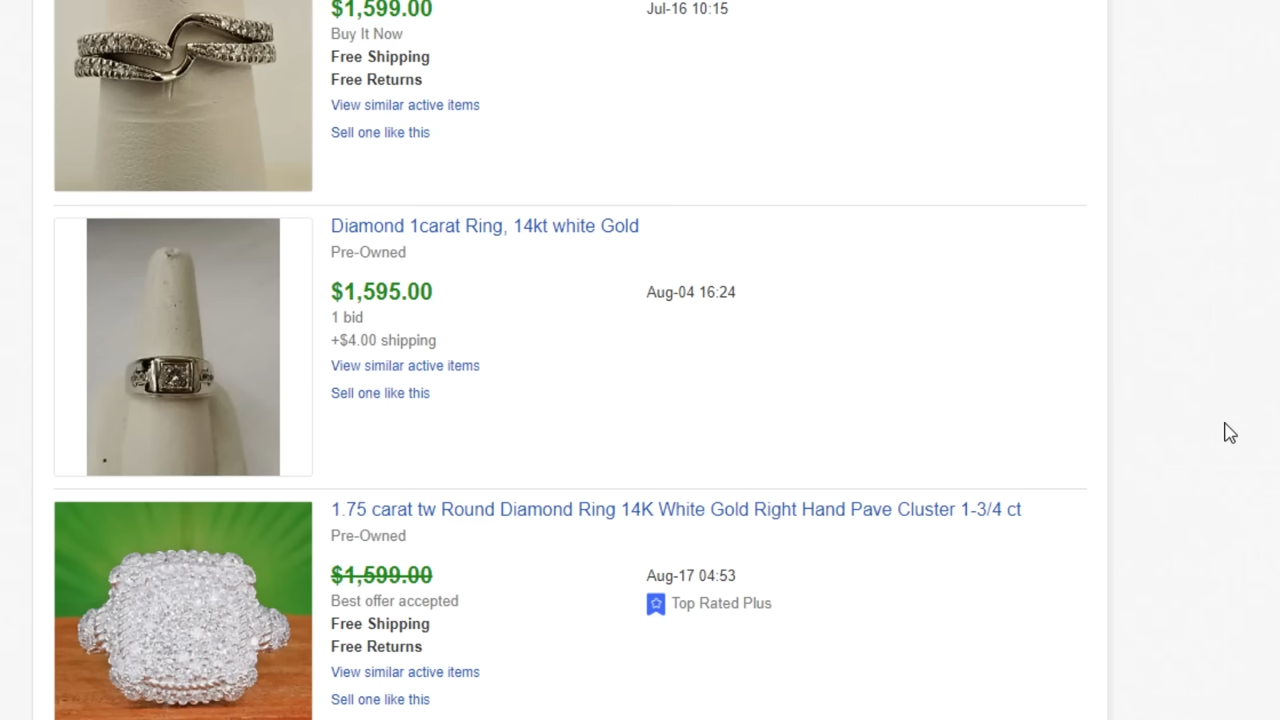 $1,599.00
Jul-16 10:15
Buy It Now
Free Shipping
Free Returns
View similar active items
Sell one like this
Diamond 1carat Ring, 14kt white Gold
Pre-Owned
$1,595.00
Aug-04 16:24
1 bid
+$4.00 shipping
View similar active items
Sell one like this
1.75 carat tw Round Diamond Ring 14K White Gold Right Hand Pave Cluster 1-3/4 ct
Pre-Owned
$1,599.00
Aug-17 04:53
Best offer accepted
Top Rated Plus
Free Shipping
Free Returns
View similar active items
Sell one like this